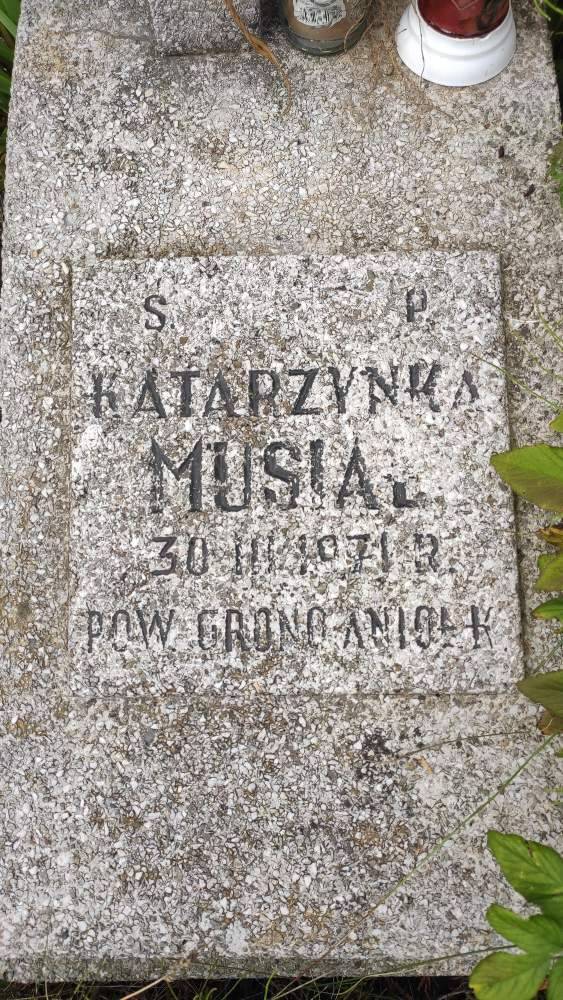 Ś. P.
KATARZYNKA
MUSIAŁ
30 III 1971 R.
POW. GRONO ANIOŁK